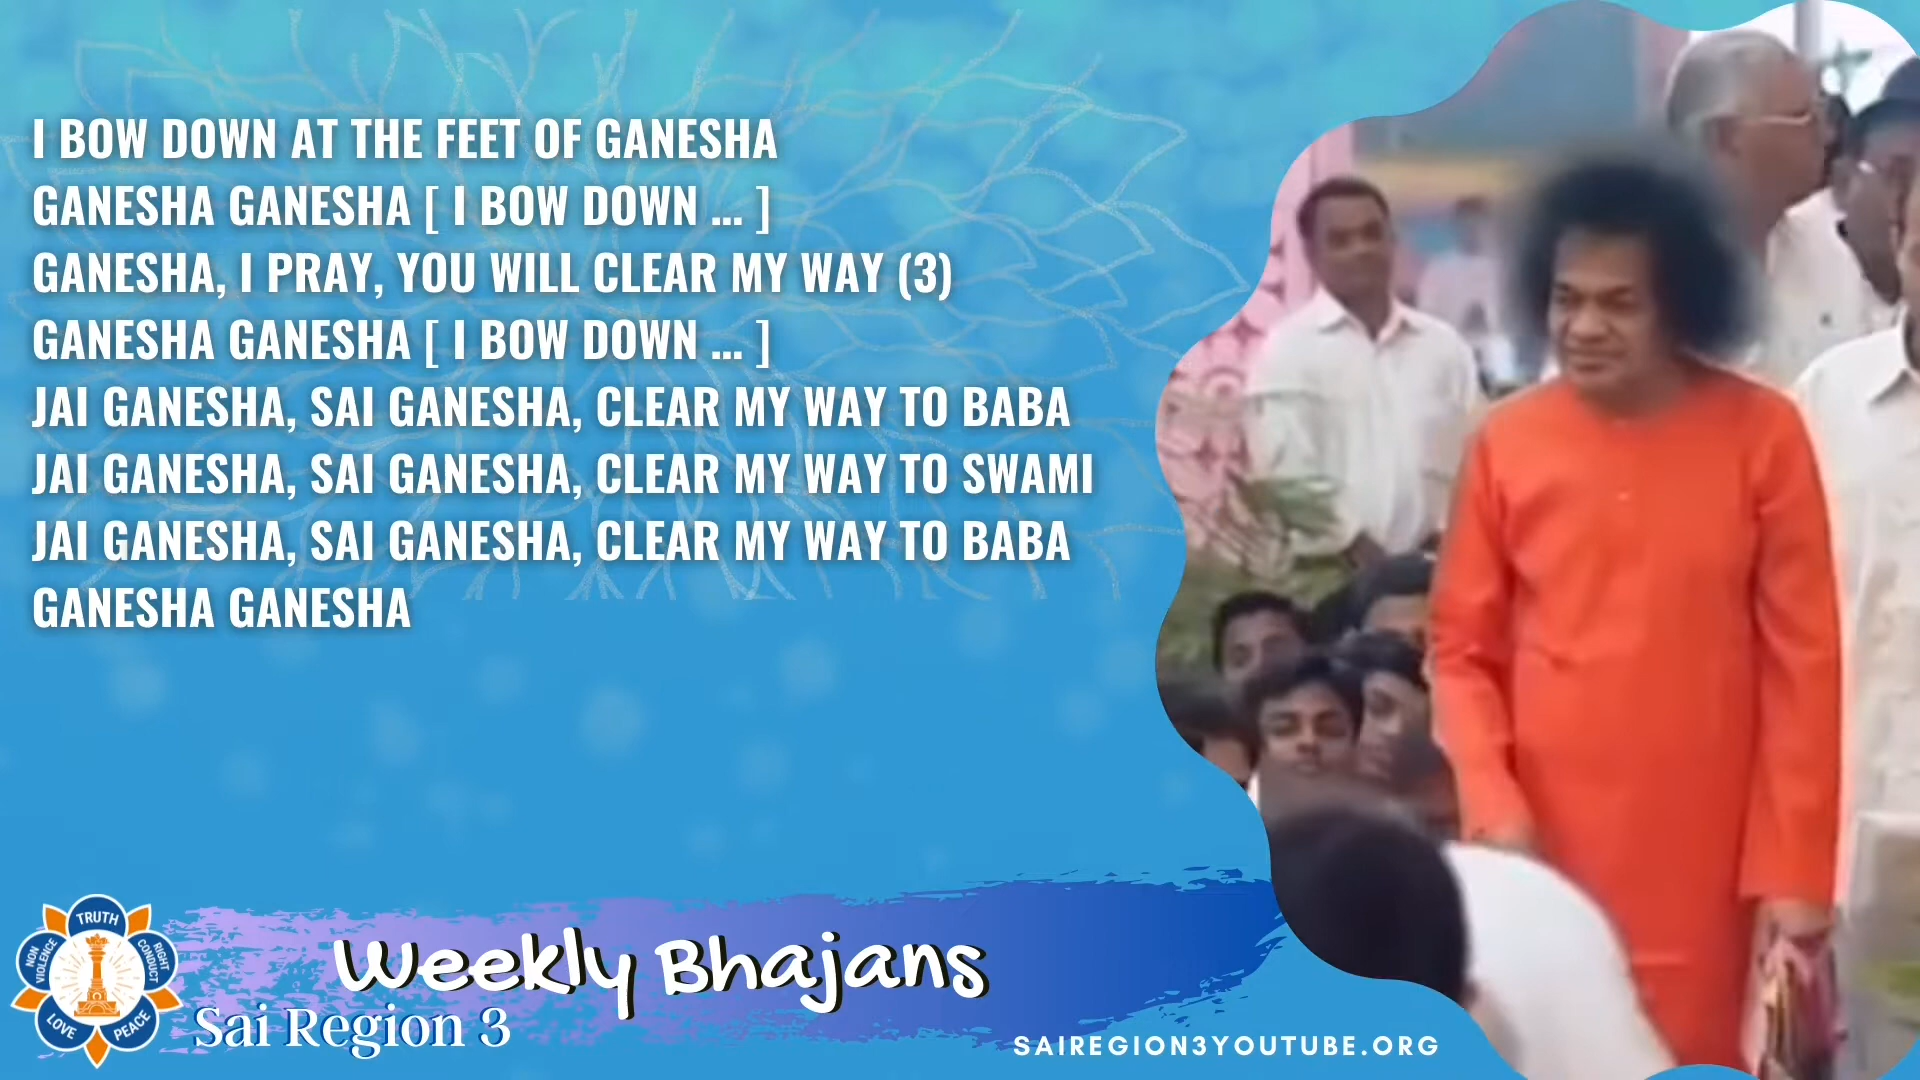 I BOW DOWN AT THE FEET OF GANESHA
GANESHA GANESHA [ I BOW DOWN ... ]
GANESHA, I PRAY, YOU WILL CLEAR MY WAY (3)
GANESHA GANESHA [ I BOW DOWN ... ]
JAI GANESHA, SAI GANESHA, CLEAR MY WAY TO BABA
JAI GANESHA, SAI GANESHA, CLEAR MY WAY TO SWAMI
JAI GANESHA, SAI GANESHA, CLEAR MY WAY TO BABA
GANESHA GANESHA
TRUTH
RIGHT CONDUCT
PEACE
LOVE
NON VIOLENCE
Weekly Bhajans
Sai Region 3
SAIREGION3YOUTUBE.ORG